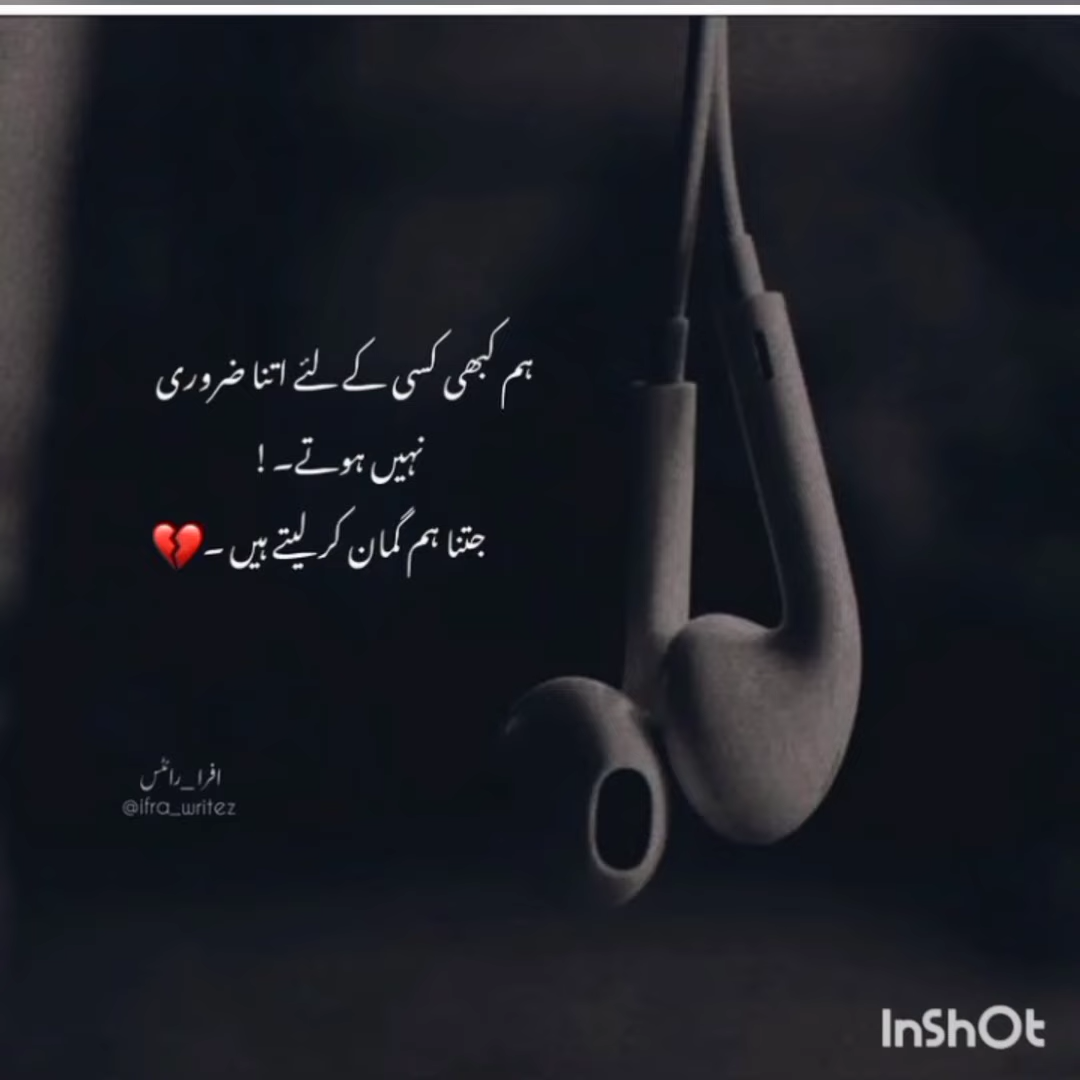 ہم کبھی کسی کے لئے اتنا ضروری
نہیں ہوتے۔ !
جتنا ہم گمان کر لیتے ہیں ۔💔
افرا_رائٹس
@ifra_writez
InShOt